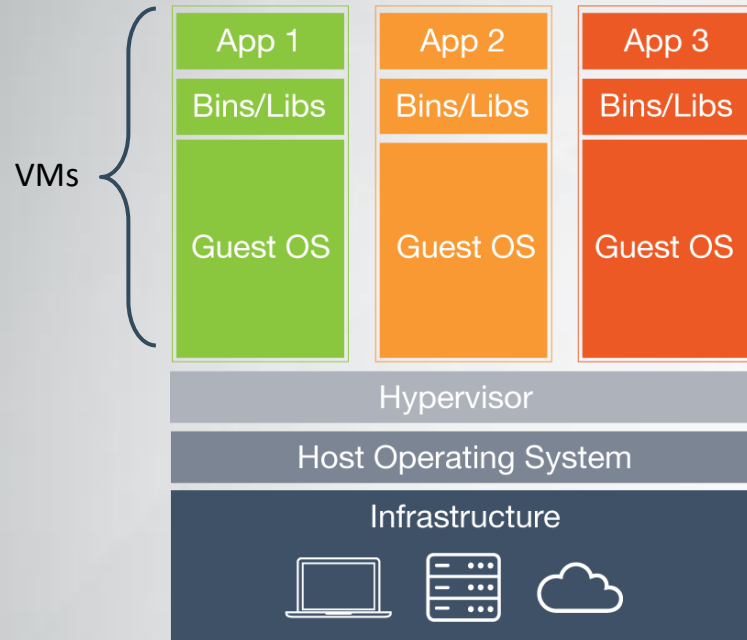 VMs
App 1
Bins/Libs
Guest OS
App 2
Bins/Libs
Guest OS
App 3
Bins/Libs
Guest OS
Hypervisor
Host Operating System
Infrastructure